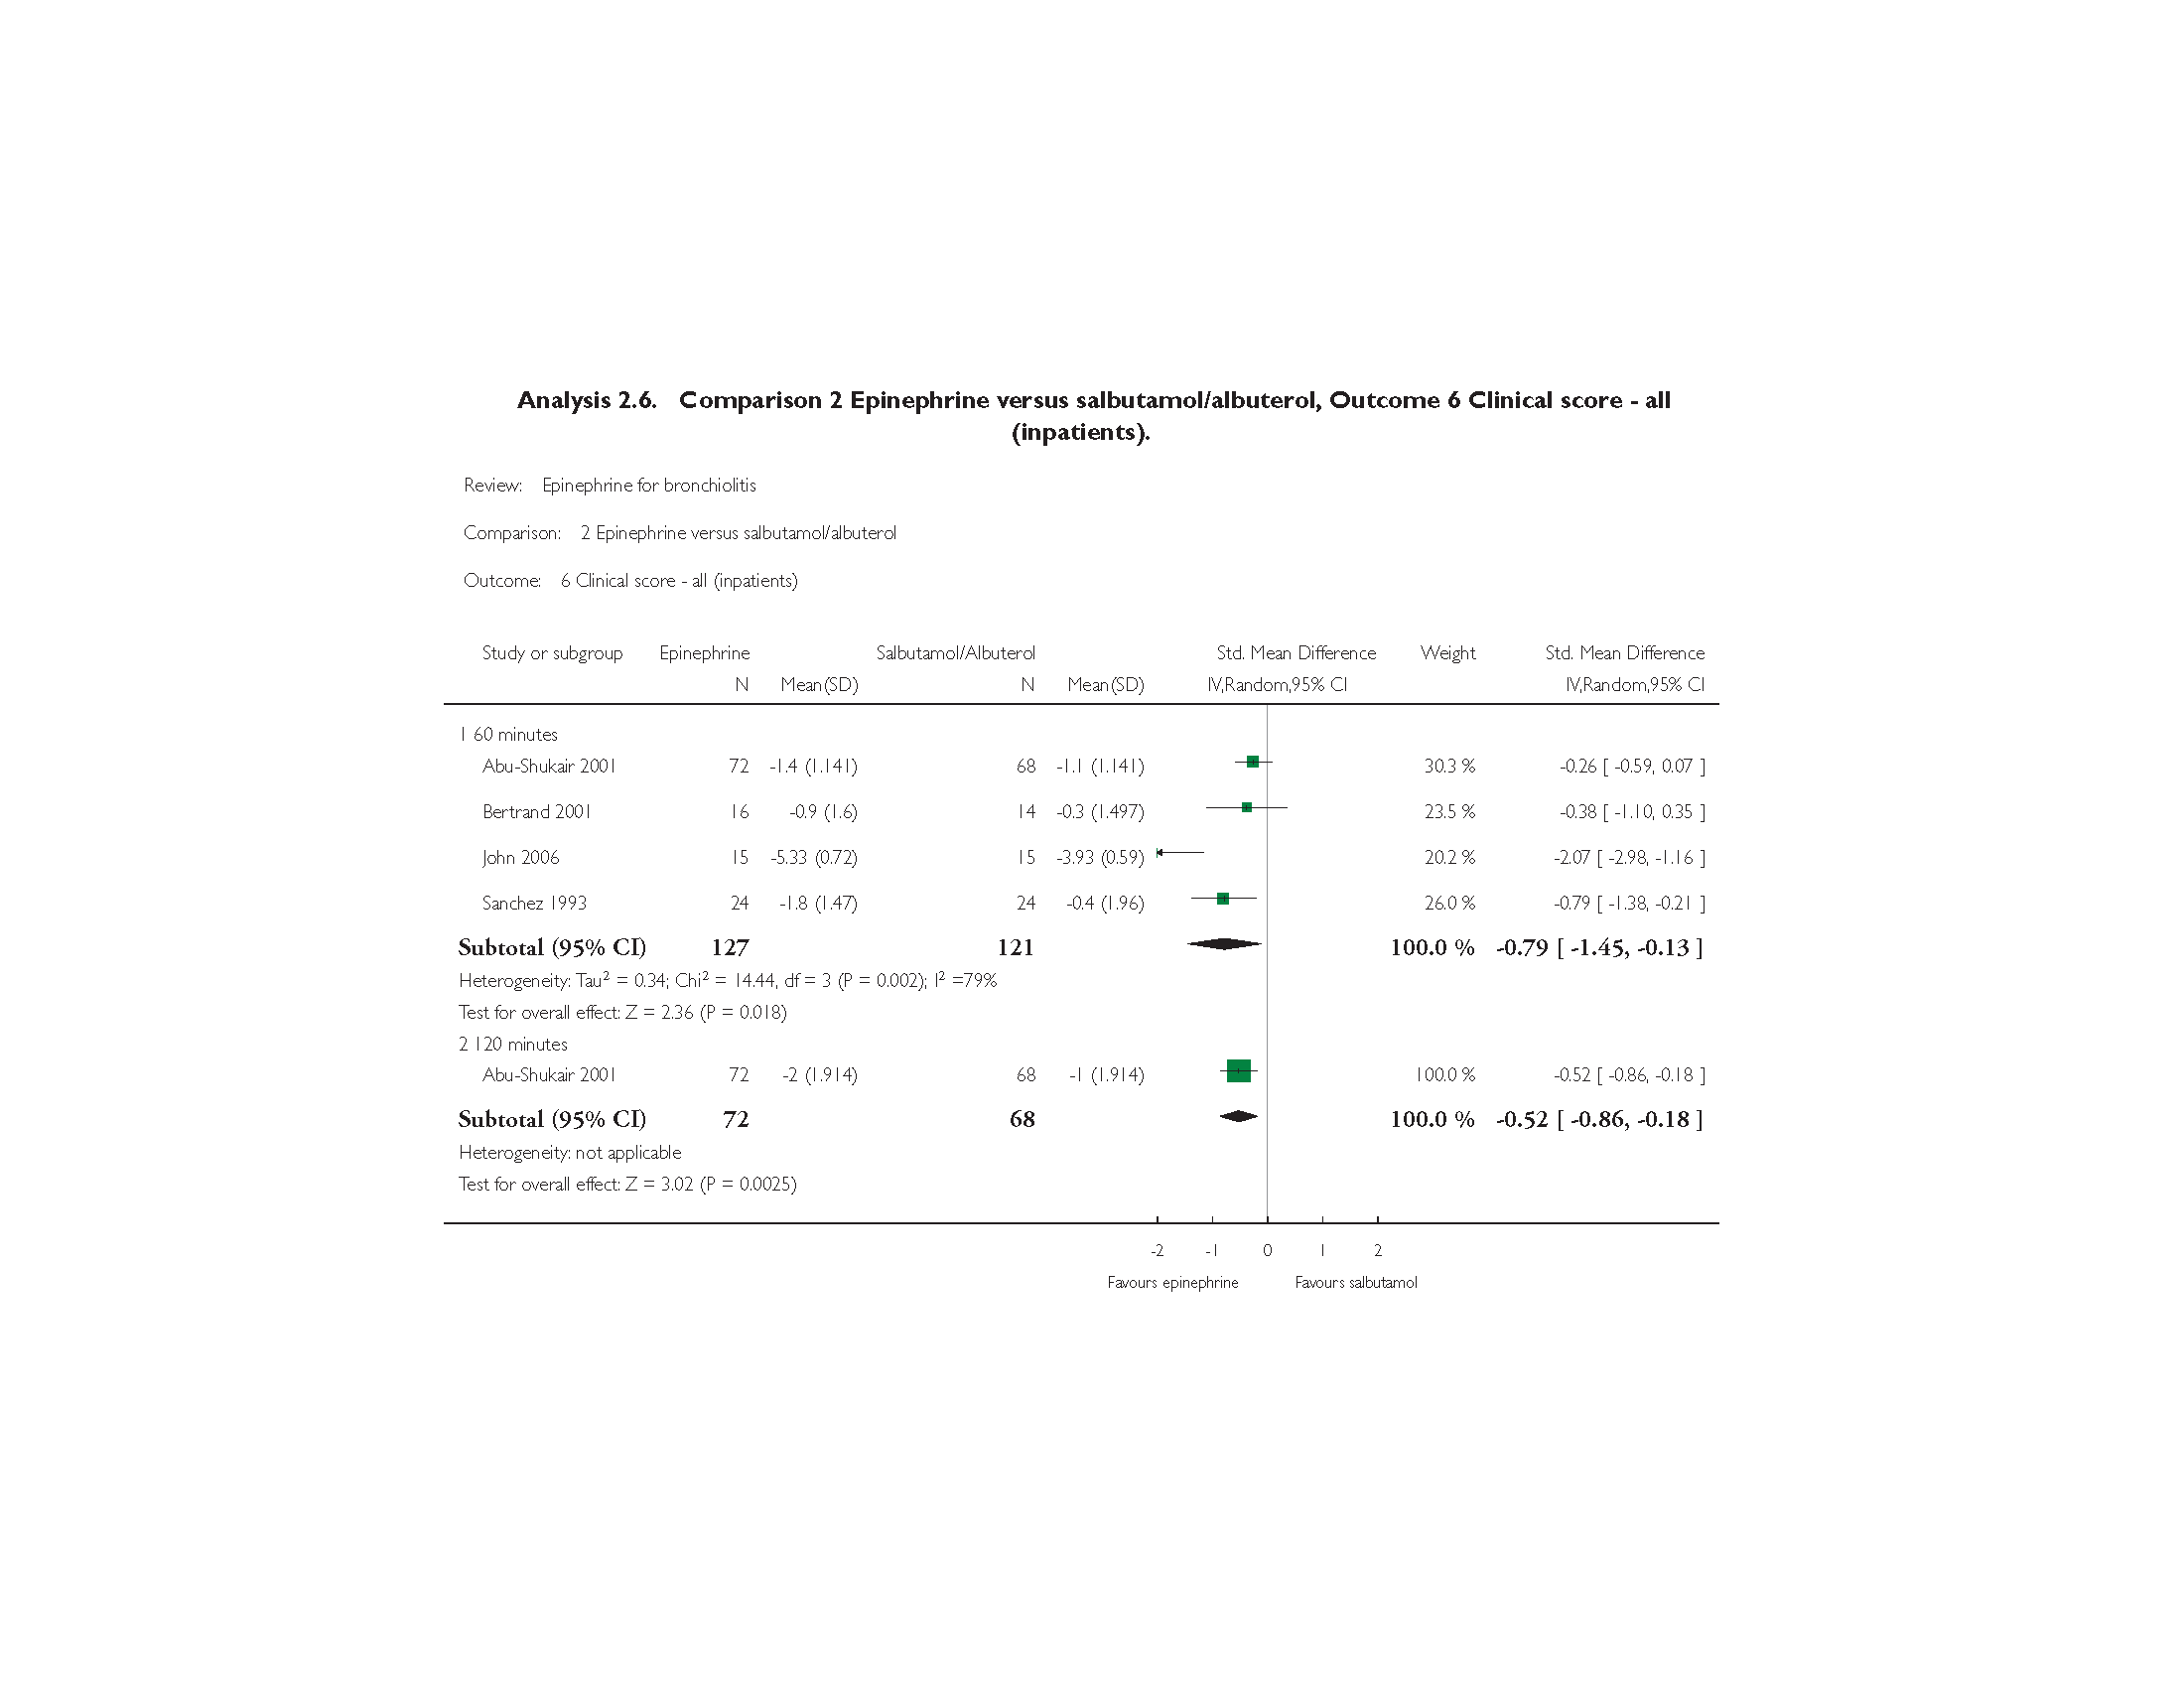 Analysis 2.6. Comparison 2 Epinephrine versus salbutamol/albuterol, Outcome 6 Clinical score - all
(inpatients).
Review: Epinephrine for bronchiolitis
Comparison: 2 Epinephrine versus salbutamol/albuterol
Outcome: 6 Clinical score - all (inpatients)
Study or subgroup Epinephrine Salbutamol/Albuterol Std. Mean Difference Weight Std. Mean Difference
N Mean(SD) N Mean(SD) IV,Random,95% CI IV,Random,95% CI
1 60 minutes
Abu-Shukair 2001 72 -1.4 (1.141) 68 -1.1 (1.141) 30.3 % -0.26 [ -0.59, 0.07 ]
Bertrand 2001 16 -0.9 (1.6) 14 -0.3 (1.497) 23.5 % -0.38 [ -1.10, 0.35 ]
John 2006 15 -5.33 (0.72) 15 -3.93 (0.59) 20.2 % -2.07 [ -2.98, -1.16 ]
Sanchez 1993 24 -1.8 (1.47) 24 -0.4 (1.96) 26.0 % -0.79 [ -1.38, -0.21 ]
Subtotal (95% CI) 127 121 100.0 % -0.79 [ -1.45, -0.13 ]
Heterogeneity: Tau² = 0.34; Chi² = 14.44, df = 3 (P = 0.002); I² =79%
Test for overall effect: Z = 2.36 (P = 0.018)
2 120 minutes
Abu-Shukair 2001 72 -2 (1.914) 68 -1 (1.914) 100.0 % -0.52 [ -0.86, -0.18 ]
Subtotal (95% CI) 72 68 100.0 % -0.52 [ -0.86, -0.18 ]
Heterogeneity: not applicable
Test for overall effect: Z = 3.02 (P = 0.0025)
-2 -1 0 1 2
Favours epinephrine Favours salbutamol